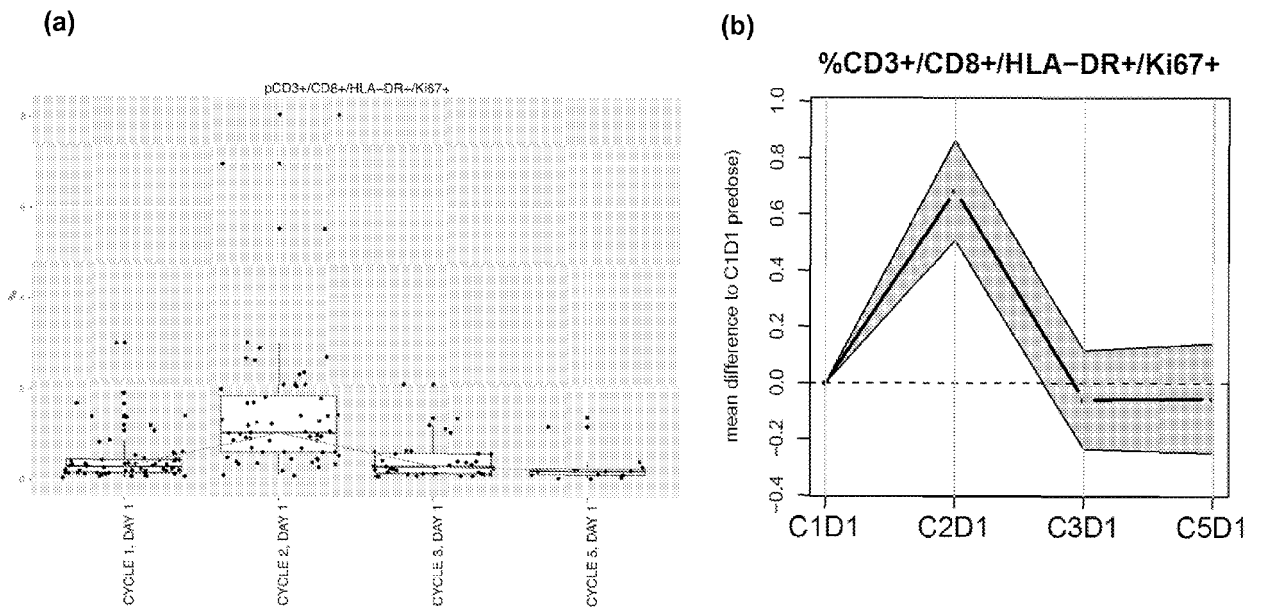 (a)
pCD3+/CD8+/HLA-DR+/Ki67+
%
0
CYCLE 1, DAY 1
CYCLE 2, DAY 1
CYCLE 3, DAY 1
CYCLE 5, DAY 1
(b)
%CD3+/CD8+/HLA-DR+/Ki67+
mean difference to C1D1 predose)
1.0
0.8
0.6
0.4
0.2
0.0
-0.2
-0.4
C1D1
C2D1
C3D1
C5D1